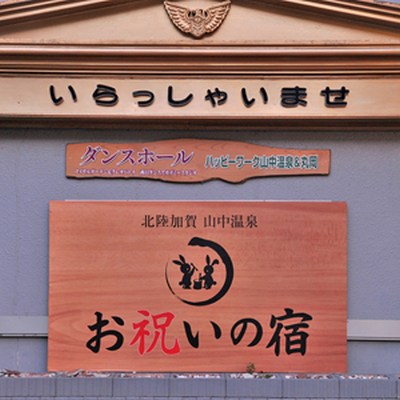 いらっしゃいませ
ダンスホール ハッピーワーク山中温泉&丸岡
北陸加賀 山中温泉
お祝いの宿